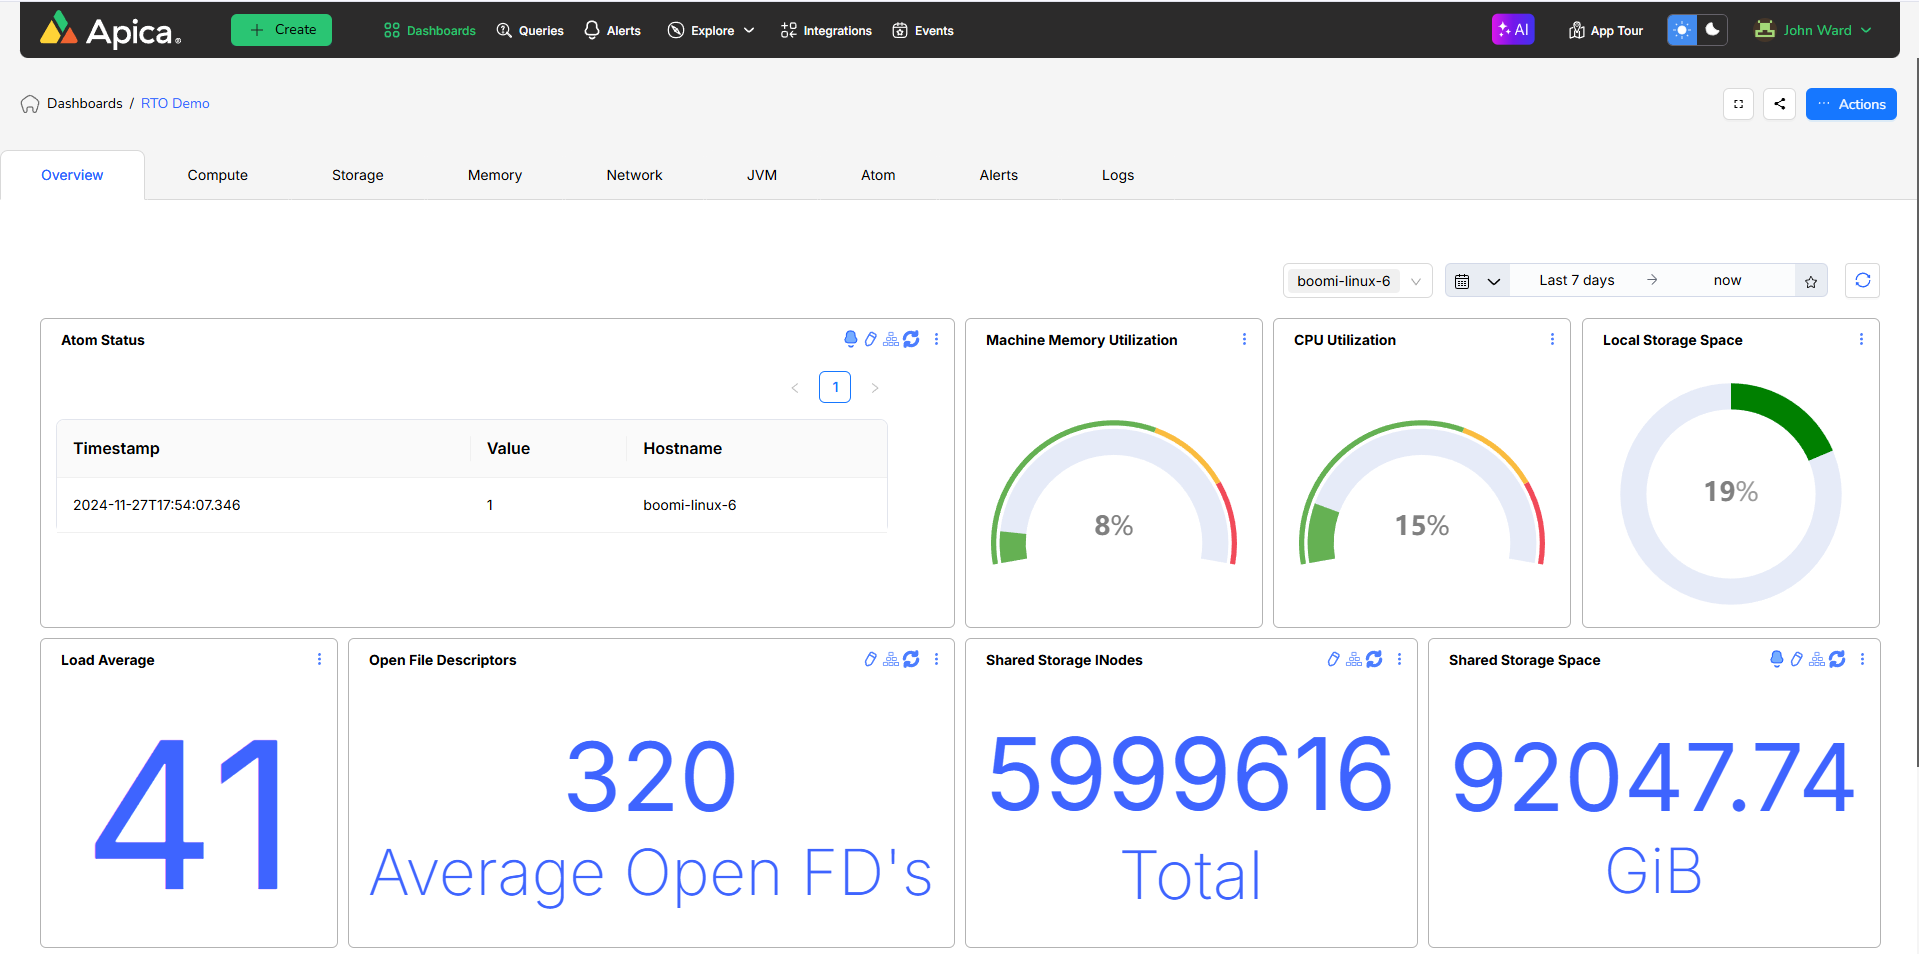 Apica®
+ Create
Dashboards
Queries
Alerts
Explore
Integrations
Events
AI
App Tour
John Ward
Dashboards / RTO Demo
Actions
Overview
Compute
Storage
Memory
Network
JVM
Atom
Alerts
Logs
boomi-linux-6
Last 7 days → now
Atom Status
< 1 >
Timestamp Value Hostname
2024-11-27T17:54:07.346 1 boomi-linux-6
Machine Memory Utilization
8%
CPU Utilization
15%
Local Storage Space
19%
Load Average
41
Open File Descriptors
320
Average Open FD's
Shared Storage INodes
5999616
Total
Shared Storage Space
92047.74
GiB